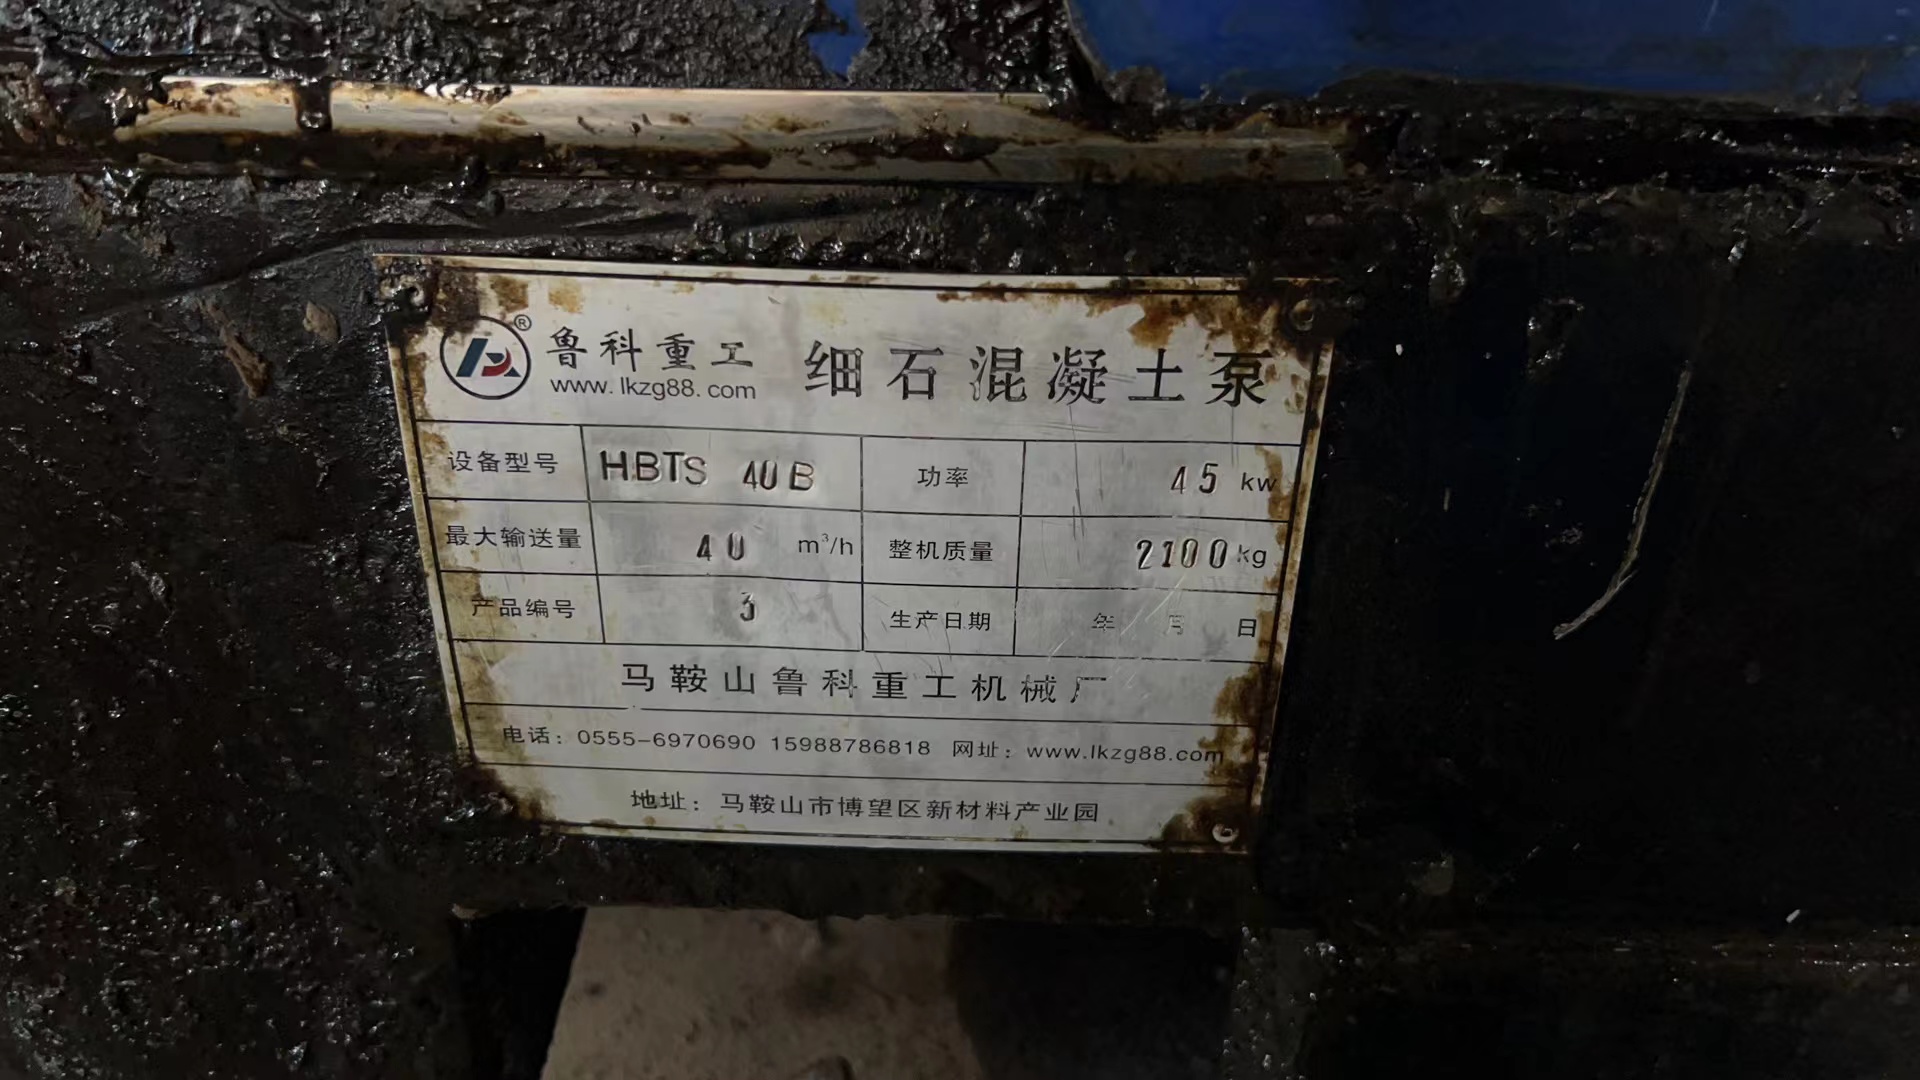 ® 鲁科重工 细石混凝土泵
www.lkzg88.com
设备型号 HBTS 40B 功率 45 kw
最大输送量 40 m³/h 整机质量 2100 kg
产品编号 3 生产日期 年 月 日
马鞍山鲁科重工机械厂
电话：0555-6970690 15988786818 网址：www.lkzg88.com
地址：马鞍山市博望区新材料产业园